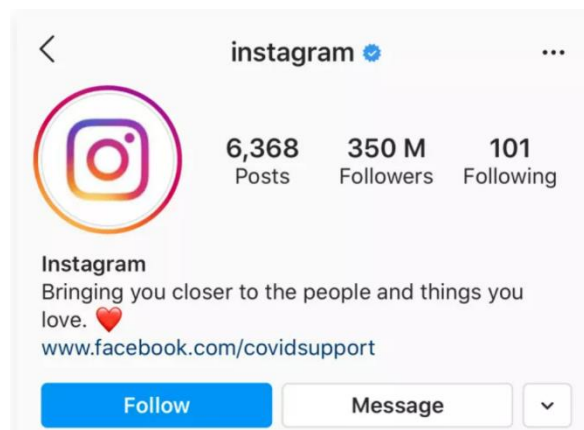 instagram
6,368 350 M 101
Posts Followers Following
Instagram
Bringing you closer to the people and things you
love. ❤️
www.facebook.com/covidsupport
Follow Message